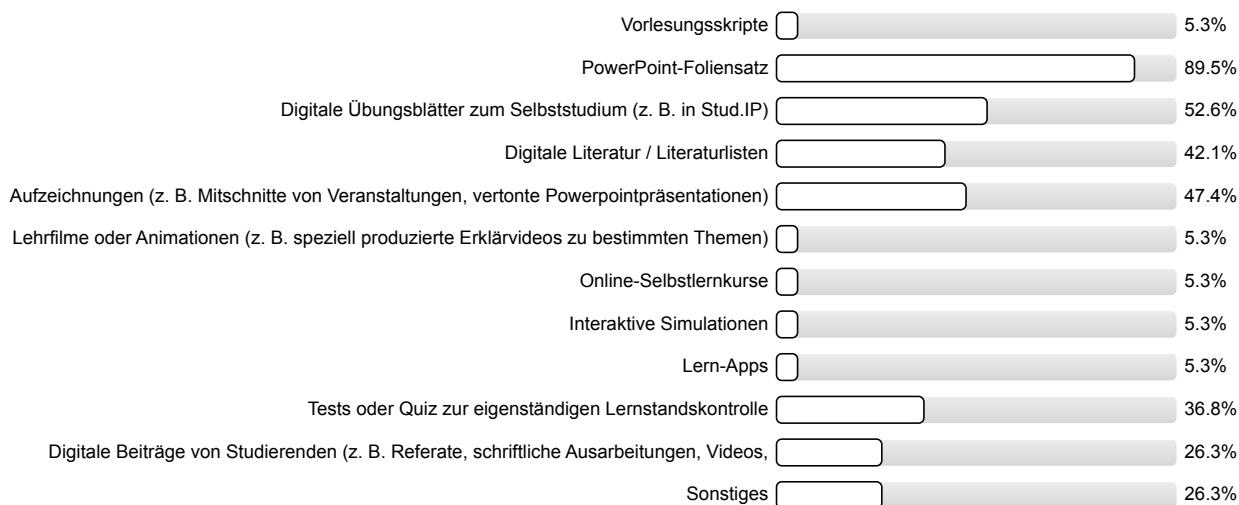 Vorlesungsskripte 5.3%
PowerPoint-Foliensatz 89.5%
Digitale Übungsblätter zum Selbststudium (z. B. in Stud.IP) 52.6%
Digitale Literatur / Literaturlisten 42.1%
Aufzeichnungen (z. B. Mitschnitte von Veranstaltungen, vertonte Powerpointpräsentationen) 47.4%
Lehrfilme oder Animationen (z. B. speziell produzierte Erklärvideos zu bestimmten Themen) 5.3%
Online-Selbstlernkurse 5.3%
Interaktive Simulationen 5.3%
Lern-Apps 5.3%
Tests oder Quiz zur eigenständigen Lernstandskontrolle 36.8%
Digitale Beiträge von Studierenden (z. B. Referate, schriftliche Ausarbeitungen, Videos, 26.3%
Sonstiges 26.3%